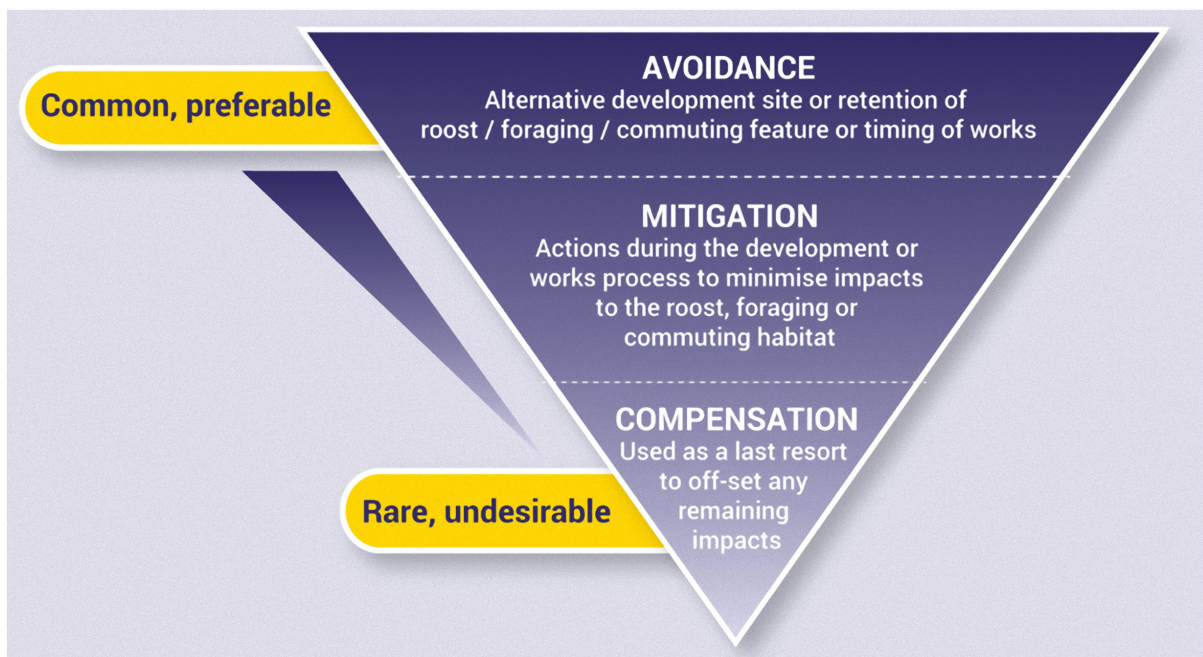 Common, preferable
AVOIDANCE
Alternative development site or retention of
roost / foraging / commuting feature or timing of works
MITIGATION
Actions during the development or
works process to minimise impacts
to the roost, foraging or
commuting habitat
COMPENSATION
Used as a last resort
to off-set any
remaining
impacts
Rare, undesirable